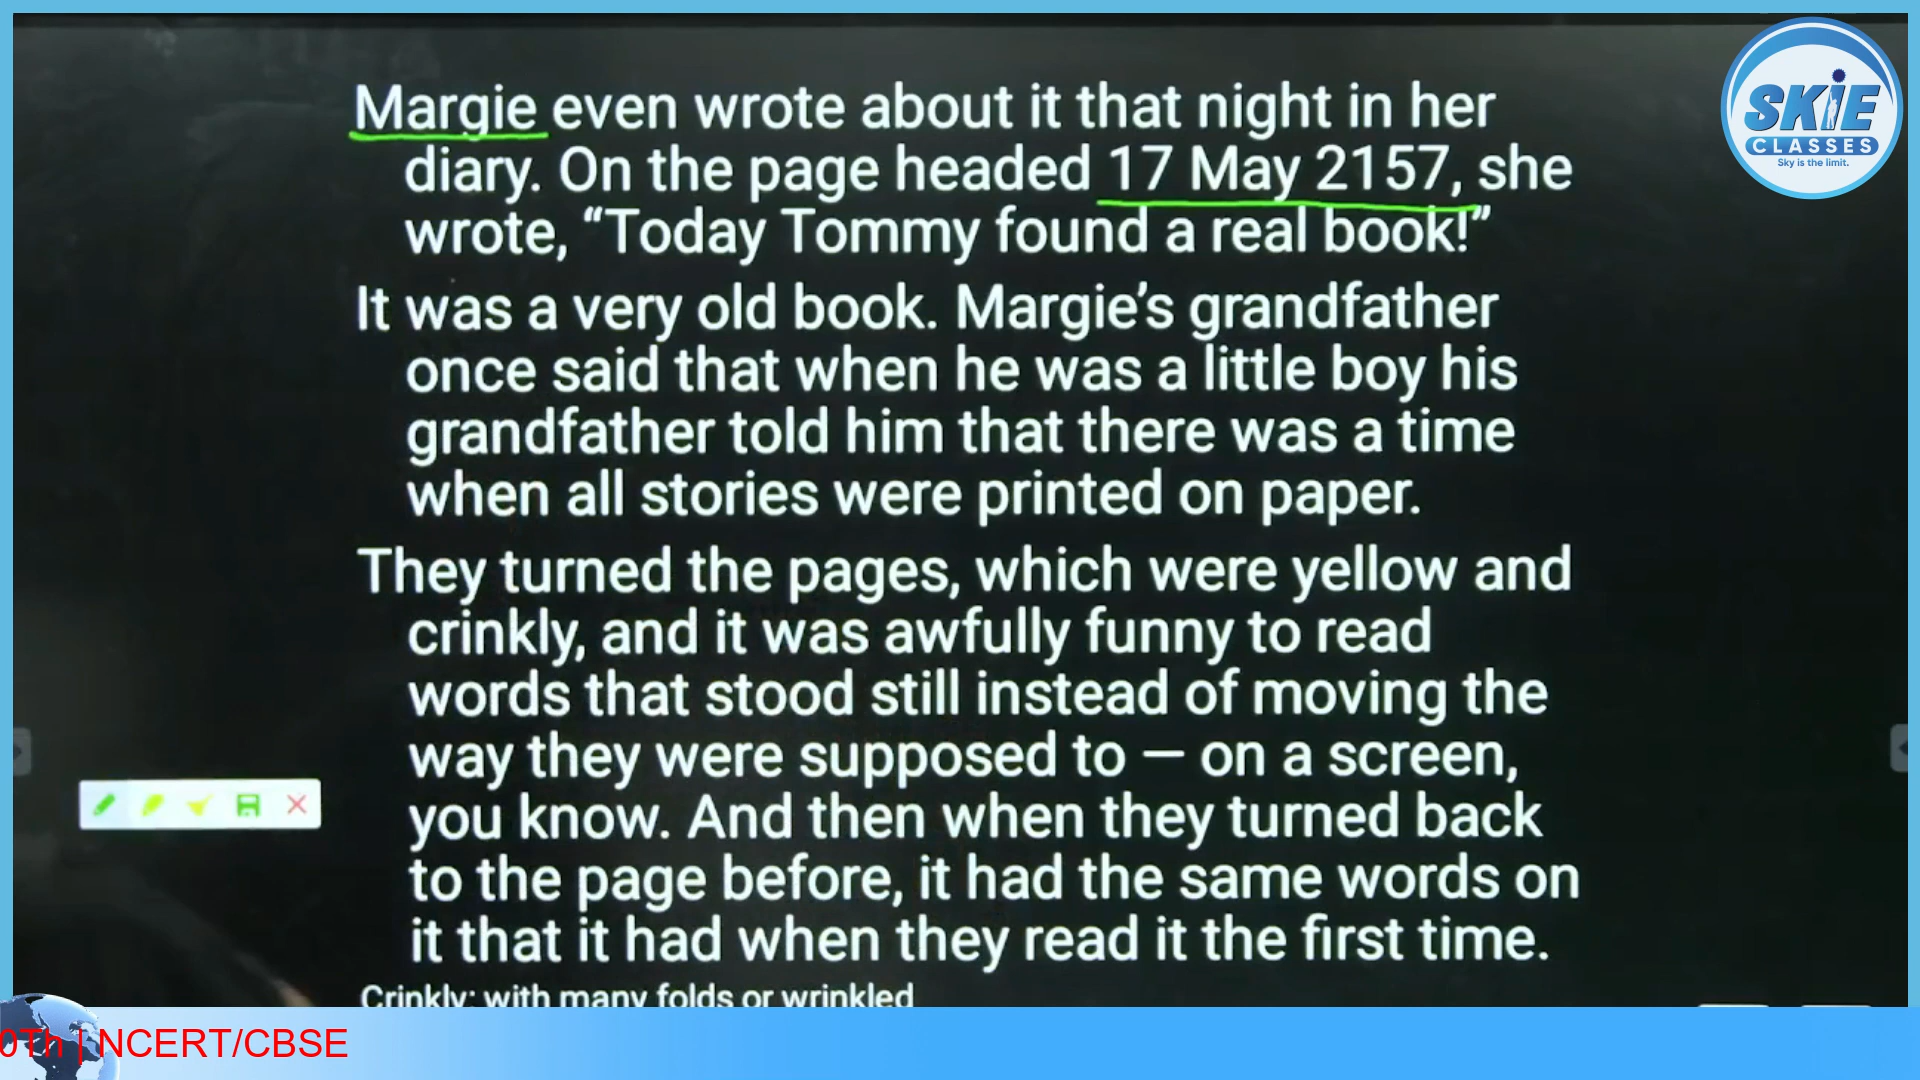 Margie even wrote about it that night in her
diary. On the page headed 17 May 2157, she
wrote, “Today Tommy found a real book!”
It was a very old book. Margie’s grandfather
once said that when he was a little boy his
grandfather told him that there was a time
when all stories were printed on paper.
They turned the pages, which were yellow and
crinkly, and it was awfully funny to read
words that stood still instead of moving the
way they were supposed to — on a screen,
you know. And then when they turned back
to the page before, it had the same words on
it that it had when they read it the first time.
Crinkly: with many folds or wrinkled
SKIE
CLASSES
Sky is the limit.
0Th | NCERT/CBSE